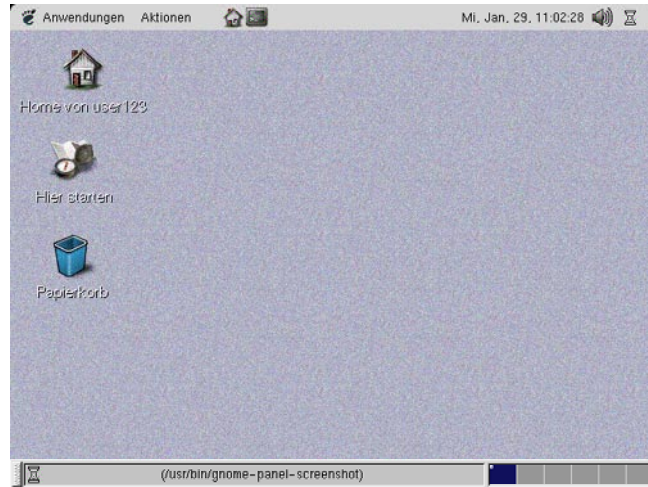 Anwendungen Aktionen Mi, Jan, 29, 11:02:28
Home von user123
Hier starten
Papierkorb
(/usr/bin/gnome-panel-screenshot)